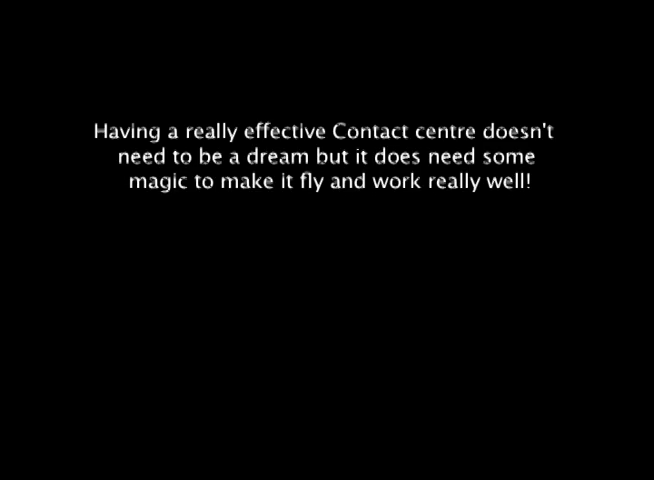 Having a really effective Contact centre doesn't
need to be a dream but it does need some
magic to make it fly and work really well!